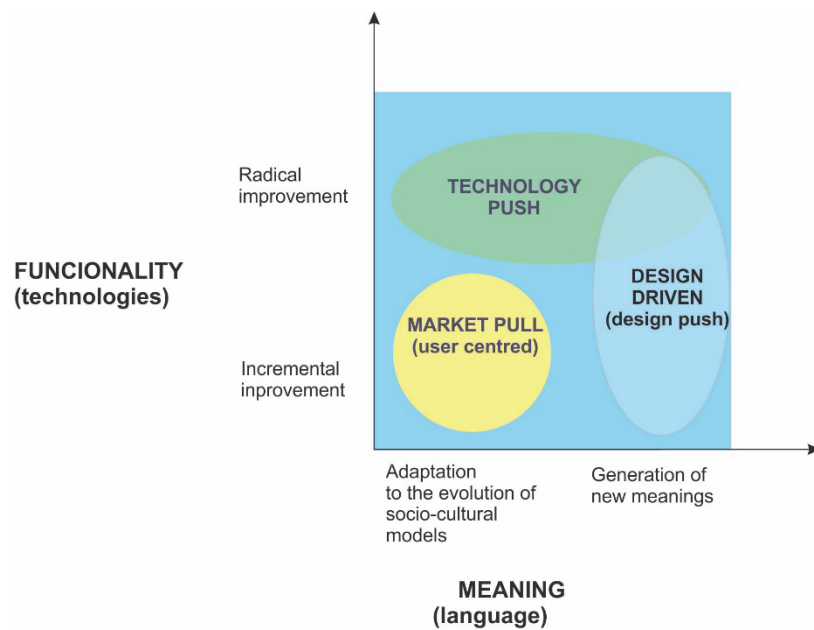 Radical
improvement
TECHNOLOGY
PUSH
FUNCIONALITY
(technologies)
DESIGN
DRIVEN
(design push)
MARKET PULL
(user centred)
Incremental
inprovement
Adaptation
to the evolution of
socio-cultural
models
Generation of
new meanings
MEANING
(language)